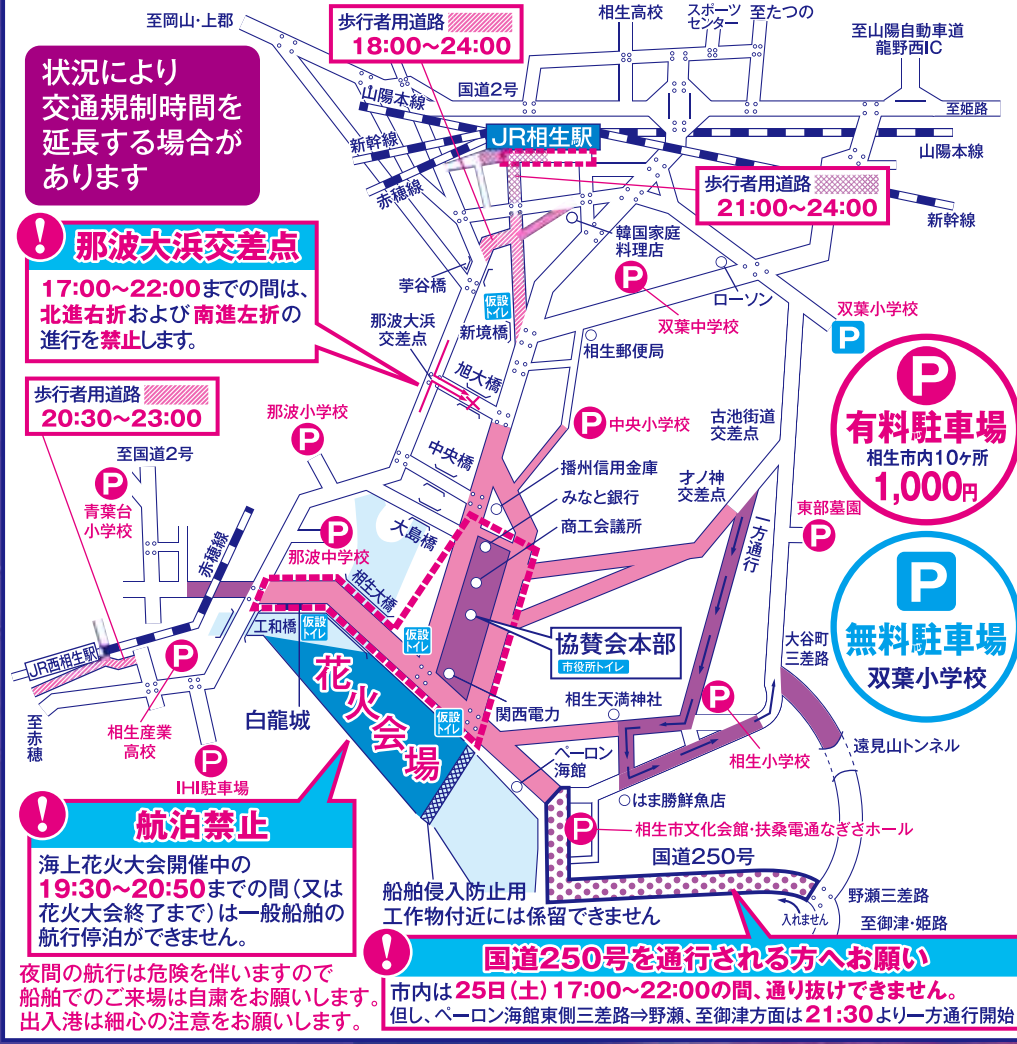 至岡山・上郡
歩行者用道路
18:00～24:00
相生高校
スポーツ
センター
至たつの
至山陽自動車道
龍野西IC
状況により
交通規制時間を
延長する場合が
あります
国道2号
山陽本線
至姫路
新幹線
JR相生駅
山陽本線
赤穂線
歩行者用道路
21:00～24:00
新幹線
!
那波大浜交差点
17:00～22:00までの間は、
北進右折および南進左折の
進行を禁止します。
韓国家庭
料理店
P
双葉中学校
ローソン
双葉小学校
P
苧谷橋
仮設
トイレ
新境橋
那波大浜
交差点
相生郵便局
旭大橋
歩行者用道路
20:30～23:00
那波小学校
P
P
中央小学校
古池街道
交差点
P
有料駐車場
相生市内10ヶ所
1,000円
至国道2号
P
青葉台
小学校
中央橋
播州信用金庫
みなと銀行
商工会議所
才ノ神
交差点
東部墓園
P
一方通行
赤穂線
P
那波中学校
大島橋
相生大橋
P
無料駐車場
双葉小学校
工和橋
仮設
トイレ
仮設
トイレ
協賛会本部
市役所トイレ
大谷町
三差路
JR西相生駅
P
相生産業
高校
白龍城
花火会場
仮設
トイレ
関西電力
相生天満神社
P
相生小学校
至赤穂
P
IHI駐車場
ペーロン
海館
遠見山トンネル
はま勝鮮魚店
P
相生市文化会館・扶桑電通なぎさホール
国道250号
!
航泊禁止
海上花火大会開催中の
19:30～20:50までの間（又は
花火大会終了まで）は一般船舶の
航行停泊ができません。
船舶侵入防止用
工作物付近には係留できません
野瀬三差路
入れません
至御津・姫路
夜間の航行は危険を伴いますので
船舶でのご来場は自粛をお願いします。
出入港は細心の注意をお願いします。
!
国道250号を通行される方へお願い
市内は25日（土）17:00～22:00の間、通り抜けできません。
但し、ペーロン海館東側三差路⇒野瀬、至御津方面は21:30より一方通行開始